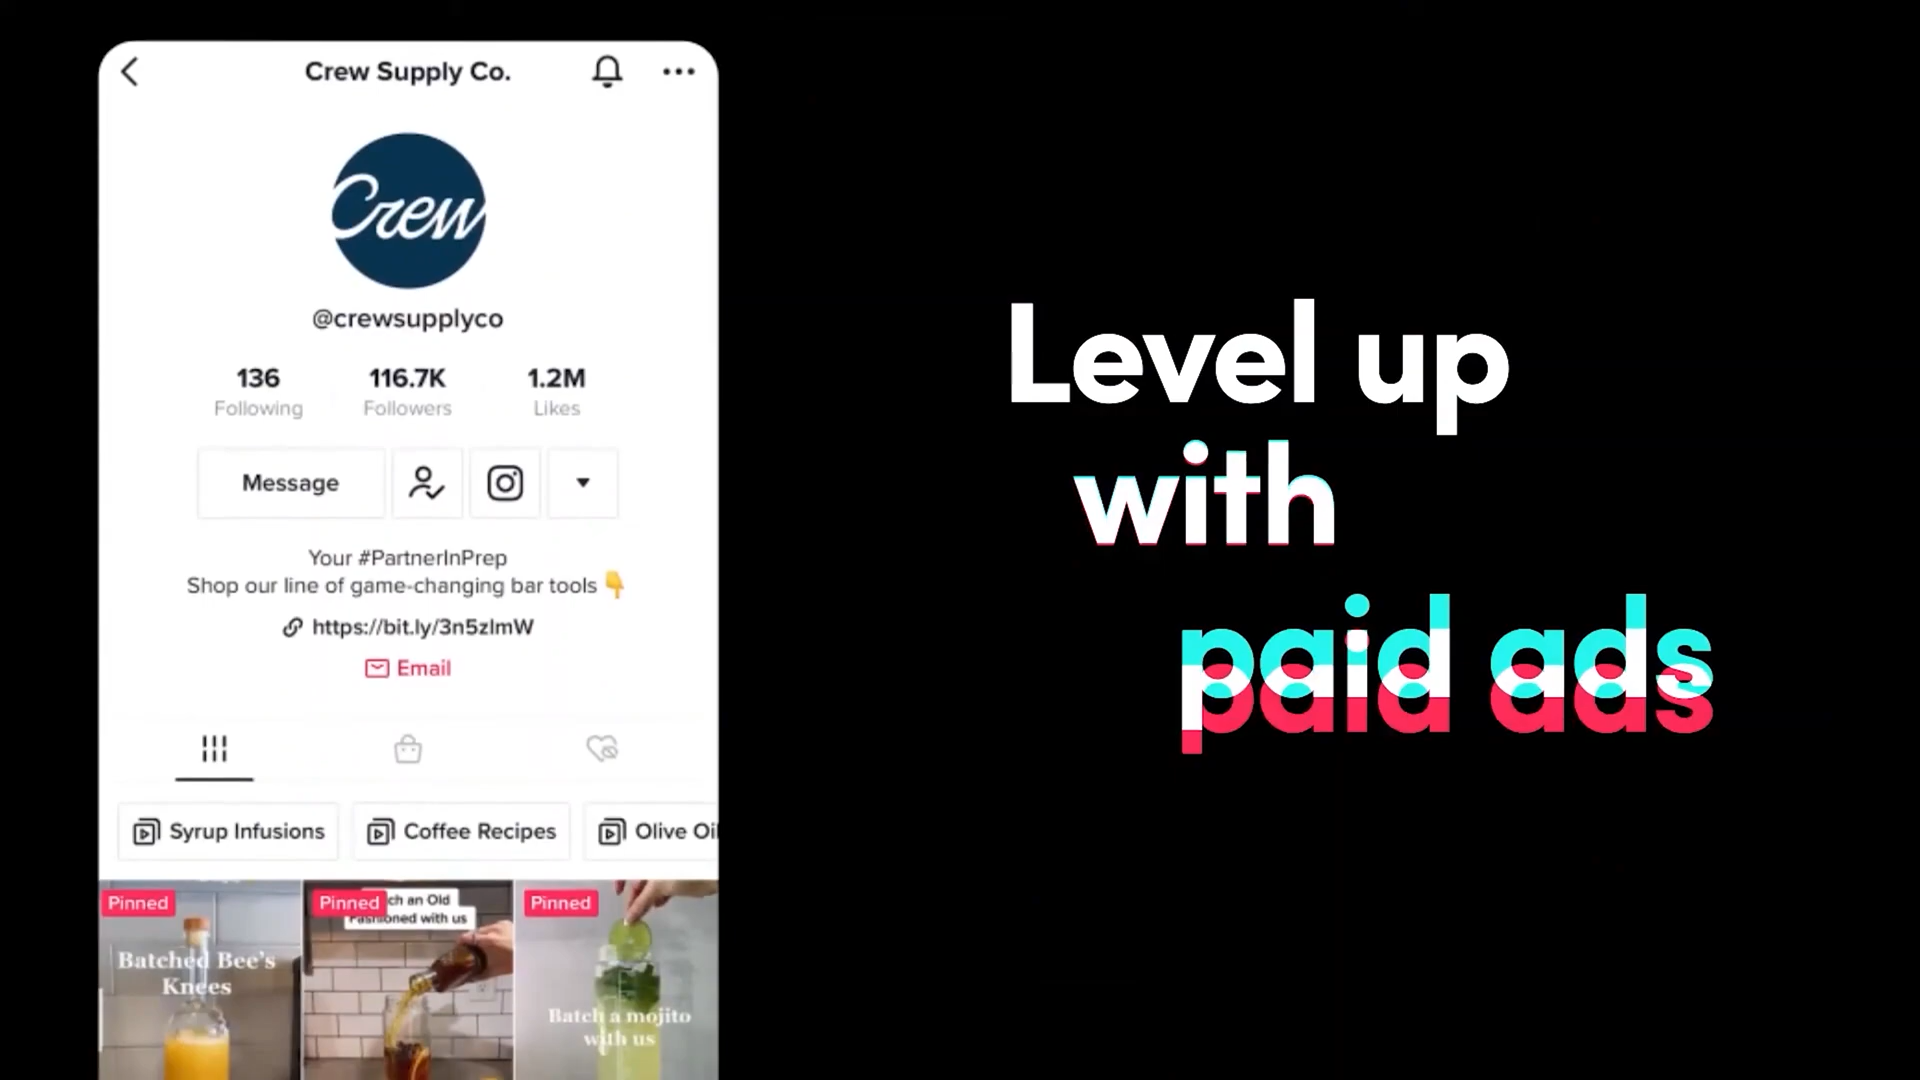 Crew Supply Co.
Crew
@crewsupplyco
136
Following
116.7K
Followers
1.2M
Likes
Message
Your #PartnerInPrep
Shop our line of game-changing bar tools
https://bit.ly/3n5zlmW
Email
Syrup Infusions
Coffee Recipes
Olive Oil
Pinned
Batched Bee's
Knees
Pinned
ch an Old
Fashioned with us
Pinned
Batch a mojito
with us
Level up
with
paid ads